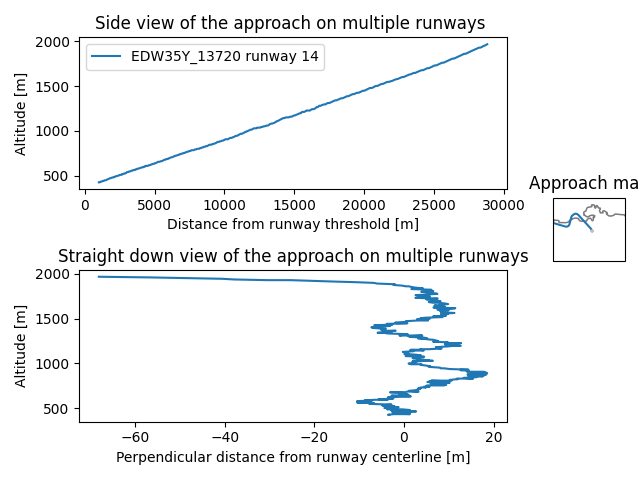 Side view of the approach on multiple runways
2000
1500
1000
500
Altitude [m]
EDW35Y_13720 runway 14
0 5000 10000 15000 20000 25000 30000
Distance from runway threshold [m]
Approach ma
Straight down view of the approach on multiple runways
2000
1500
1000
500
Altitude [m]
−60 −40 −20 0 20
Perpendicular distance from runway centerline [m]